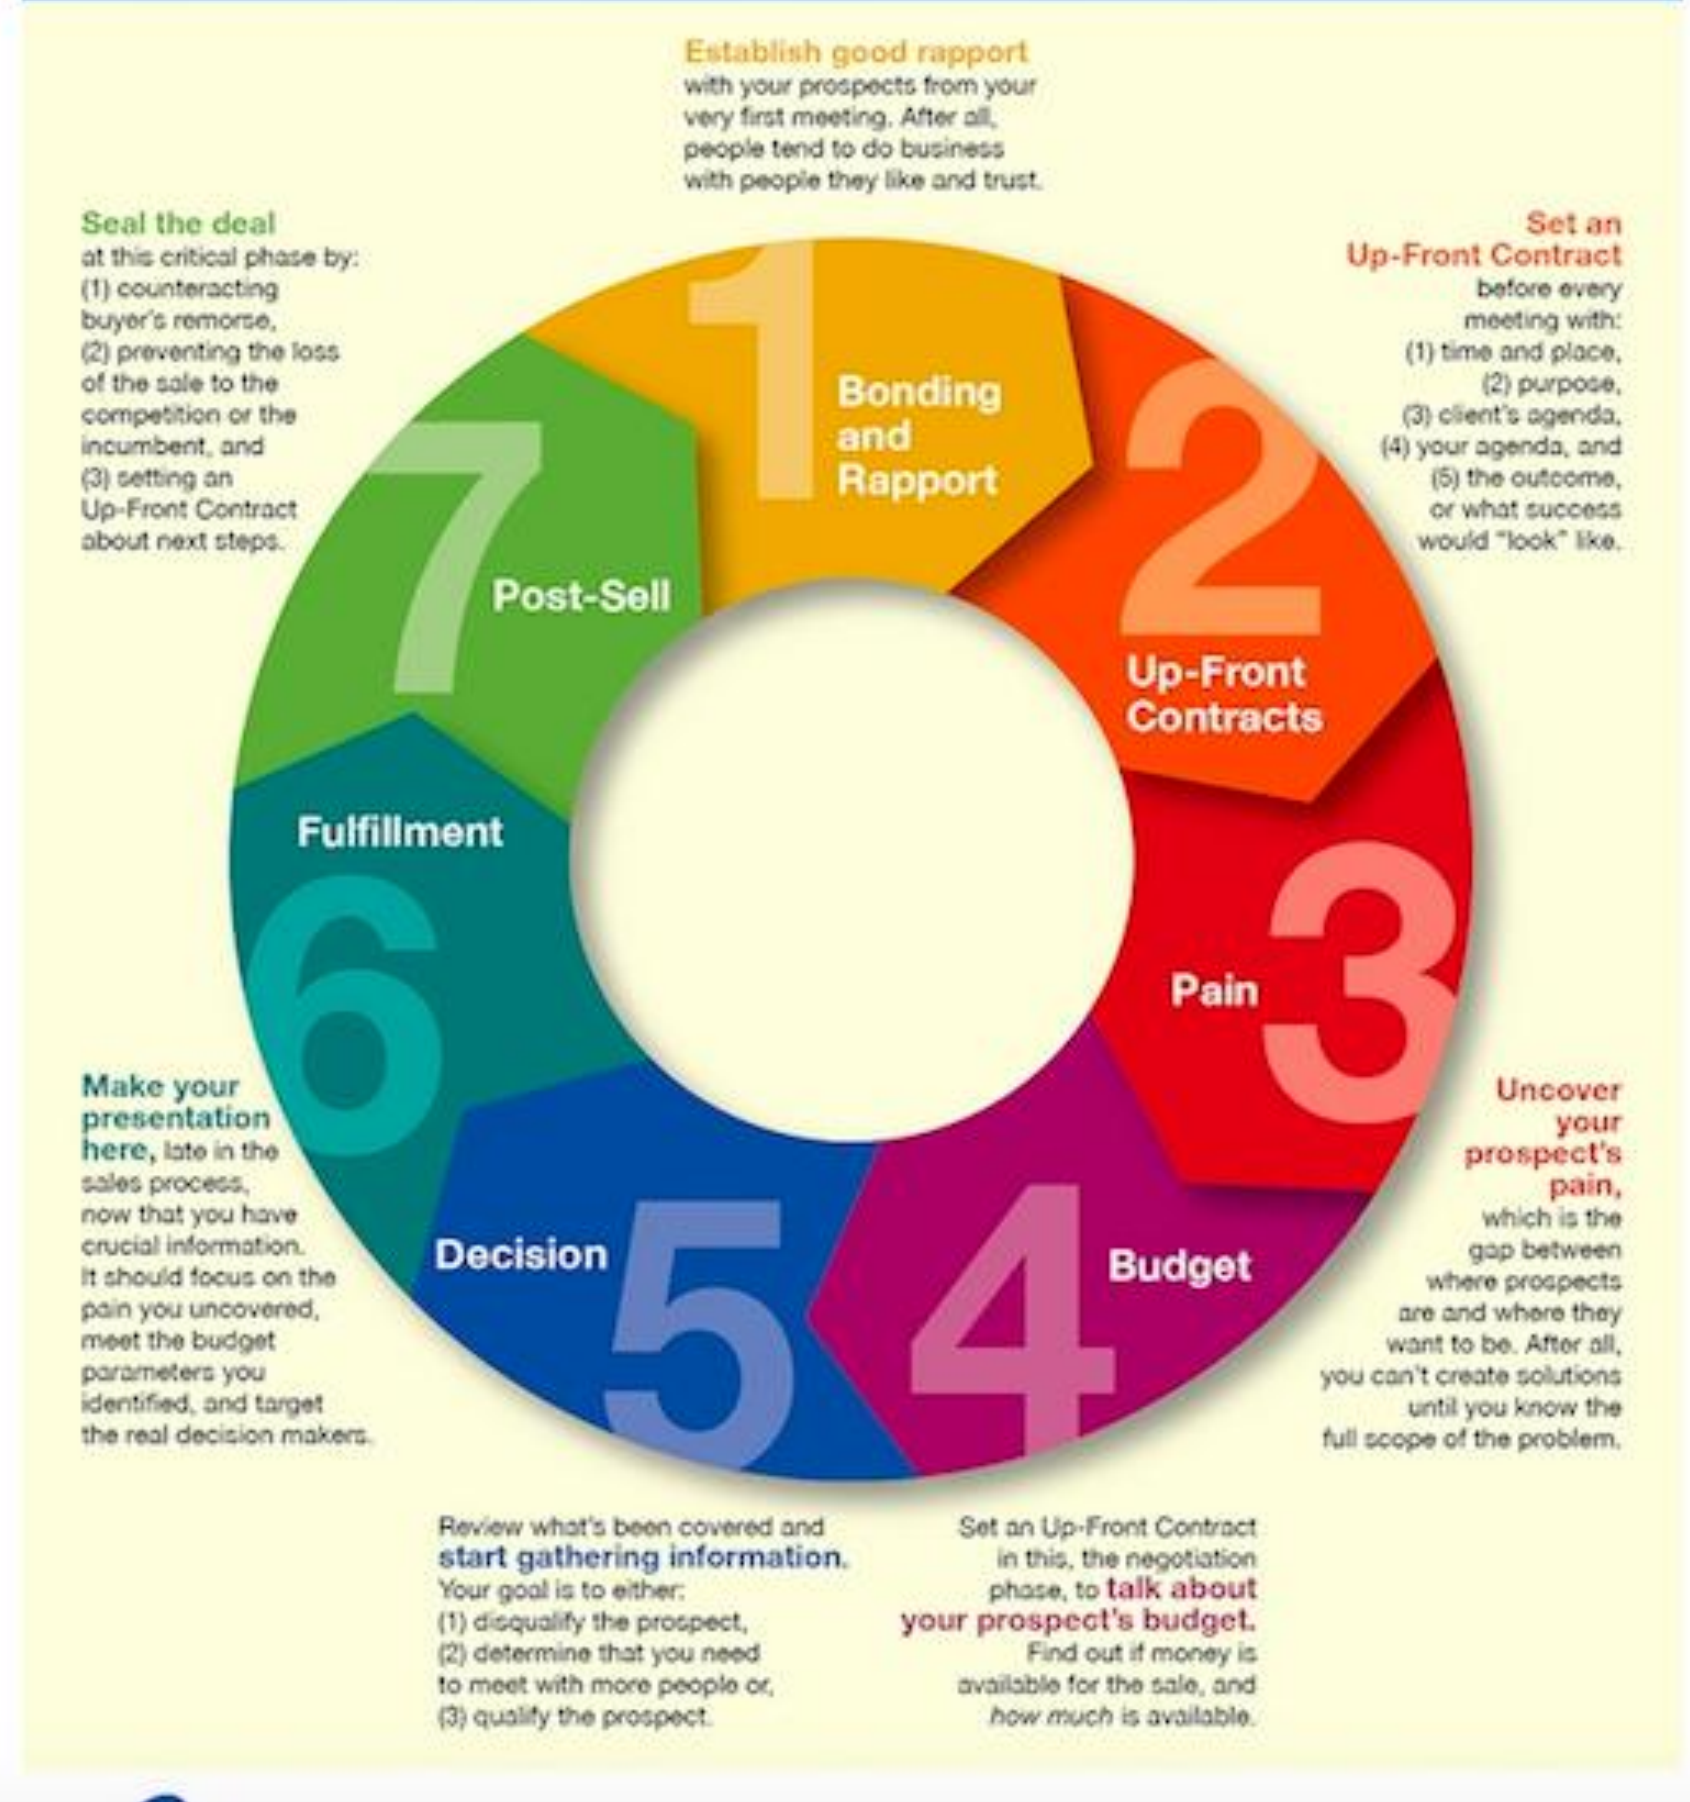 Establish good rapport
with your prospects from your
very first meeting. After all,
people tend to do business
with people they like and trust.
Set an
Up-Front Contract
before every
meeting with:
(1) time and place,
(2) purpose,
(3) client's agenda,
(4) your agenda, and
(5) the outcome,
or what success
would "look" like.
Uncover
your
prospect's
pain,
which is the
gap between
where prospects
are and where they
want to be. After all,
you can't create solutions
until you know the
full scope of the problem.
Set an Up-Front Contract
in this, the negotiation
phase, to talk about
your prospect's budget.
Find out if money is
available for the sale, and
how much is available.
Review what's been covered and
start gathering information.
Your goal is to either:
(1) disqualify the prospect,
(2) determine that you need
to meet with more people or,
(3) qualify the prospect.
Make your
presentation
here, late in the
sales process,
now that you have
crucial information.
It should focus on the
pain you uncovered,
meet the budget
parameters you
identified, and target
the real decision makers.
Seal the deal
at this critical phase by:
(1) counteracting
buyer's remorse,
(2) preventing the loss
of the sale to the
competition or the
incumbent, and
(3) setting an
Up-Front Contract
about next steps.
1
Bonding
and
Rapport
2
Up-Front
Contracts
3
Pain
4
Budget
5
Decision
6
Fulfillment
7
Post-Sell